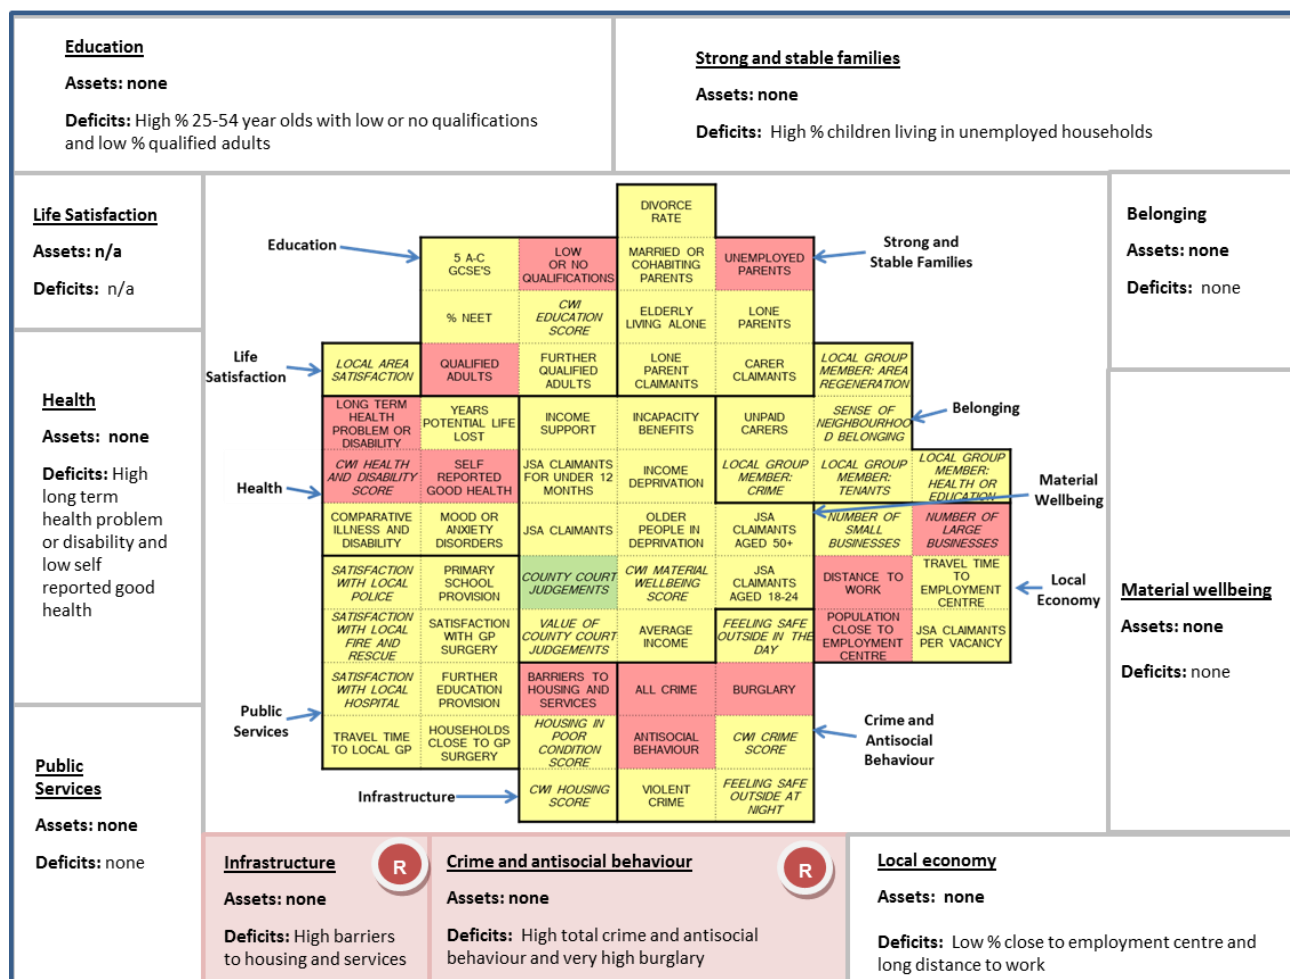 Education
Assets: none
Deficits: High % 25-54 year olds with low or no qualifications
and low % qualified adults
Strong and stable families
Assets: none
Deficits: High % children living in unemployed households
Life Satisfaction
Assets: n/a
Deficits: n/a
Belonging
Assets: none
Deficits: none
Health
Assets: none
Deficits: High
long term
health problem
or disability and
low self
reported good
health
Material wellbeing
Assets: none
Deficits: none
Public
Services
Assets: none
Deficits: none
Education
Strong and
Stable Families
Life
Satisfaction
Belonging
Health
Material
Wellbeing
Local
Economy
Public
Services
Crime and
Antisocial
Behaviour
Infrastructure
DIVORCE
RATE
5 A-C
GCSE'S
LOW
OR NO
QUALIFICATIONS
MARRIED OR
COHABITING
PARENTS
UNEMPLOYED
PARENTS
% NEET
CWI
EDUCATION
SCORE
ELDERLY
LIVING ALONE
LONE
PARENTS
LOCAL AREA
SATISFACTION
QUALIFIED
ADULTS
FURTHER
QUALIFIED
ADULTS
LONE
PARENT
CLAIMANTS
CARER
CLAIMANTS
LOCAL GROUP
MEMBER: AREA
REGENERATION
LONG TERM
HEALTH
PROBLEM OR
DISABILITY
YEARS
POTENTIAL LIFE
LOST
INCOME
SUPPORT
INCAPACITY
BENEFITS
UNPAID
CARERS
SENSE OF
NEIGHBOURHOO
D BELONGING
CWI HEALTH
AND DISABILITY
SCORE
SELF
REPORTED
GOOD HEALTH
JSA CLAIMANTS
FOR UNDER 12
MONTHS
INCOME
DEPRIVATION
LOCAL GROUP
MEMBER:
CRIME
LOCAL GROUP
MEMBER:
TENANTS
LOCAL GROUP
MEMBER:
HEALTH OR
EDUCATION
COMPARATIVE
ILLNESS AND
DISABILITY
MOOD OR
ANXIETY
DISORDERS
JSA CLAIMANTS
OLDER
PEOPLE IN
DEPRIVATION
JSA
CLAIMANTS
AGED 50+
NUMBER OF
SMALL
BUSINESSES
NUMBER OF
LARGE
BUSINESSES
SATISFACTION
WITH LOCAL
POLICE
PRIMARY
SCHOOL
PROVISION
COUNTY COURT
JUDGEMENTS
CWI MATERIAL
WELLBEING
SCORE
JSA
CLAIMANTS
AGED 18-24
DISTANCE TO
WORK
TRAVEL TIME
TO
EMPLOYMENT
CENTRE
SATISFACTION
WITH LOCAL
FIRE AND
RESCUE
SATISFACTION
WITH GP
SURGERY
VALUE OF
COUNTY COURT
JUDGEMENTS
AVERAGE
INCOME
FEELING SAFE
OUTSIDE IN THE
DAY
POPULATION
CLOSE TO
EMPLOYMENT
CENTRE
JSA CLAIMANTS
PER VACANCY
SATISFACTION
WITH LOCAL
HOSPITAL
FURTHER
EDUCATION
PROVISION
BARRIERS TO
HOUSING AND
SERVICES
ALL CRIME
BURGLARY
TRAVEL TIME
TO LOCAL GP
HOUSEHOLDS
CLOSE TO GP
SURGERY
HOUSING IN
POOR
CONDITION
SCORE
ANTISOCIAL
BEHAVIOUR
CWI CRIME
SCORE
CWI HOUSING
SCORE
VIOLENT
CRIME
FEELING SAFE
OUTSIDE AT
NIGHT
Infrastructure
R
Assets: none
Deficits: High barriers
to housing and services
Crime and antisocial behaviour
R
Assets: none
Deficits: High total crime and antisocial
behaviour and very high burglary
Local economy
Assets: none
Deficits: Low % close to employment centre and
long distance to work